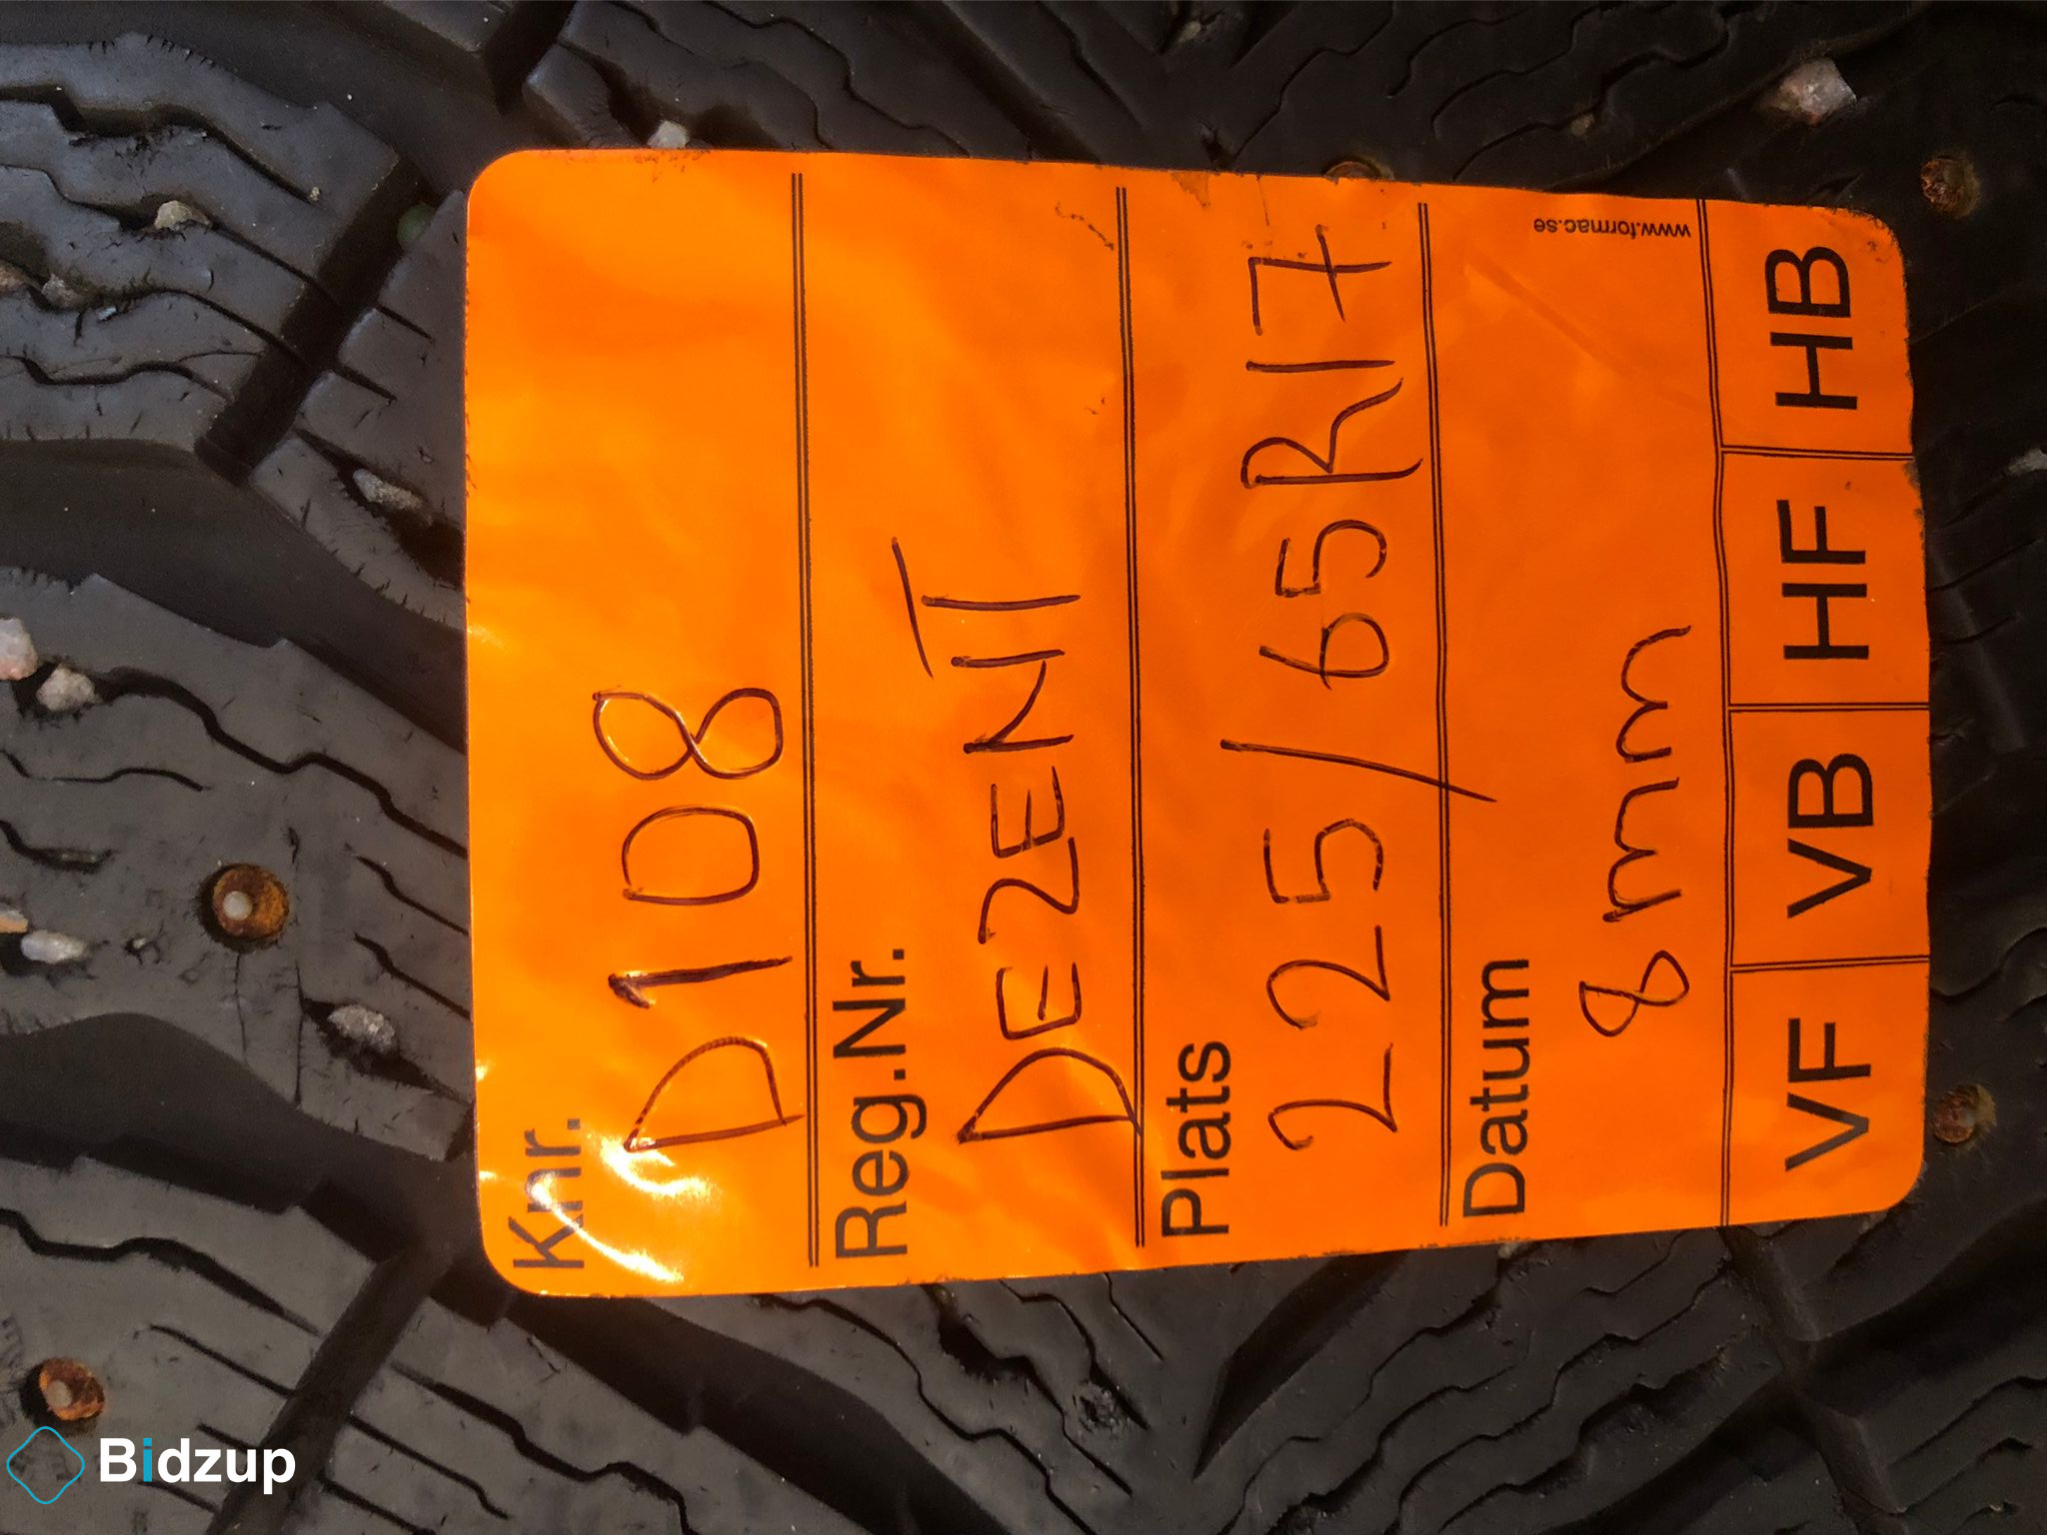 Knr.
D108
Reg.Nr.
DEZENT
Plats
225/65R17
Datum
8mm
www.formac.se
VF VB HF HB
Bidzup